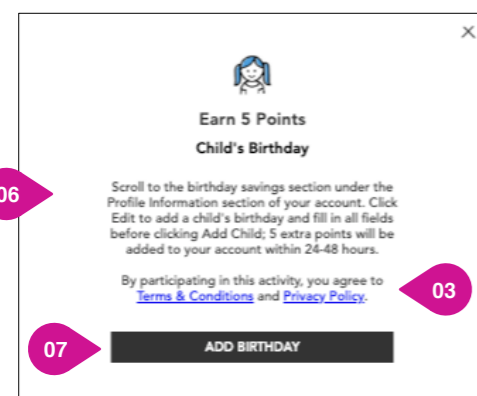 Earn 5 Points
Child's Birthday
06
Scroll to the birthday savings section under the
Profile Information section of your account. Click
Edit to add a child's birthday and fill in all fields
before clicking Add Child; 5 extra points will be
added to your account within 24-48 hours.
By participating in this activity, you agree to
Terms & Conditions and Privacy Policy.
03
07
ADD BIRTHDAY